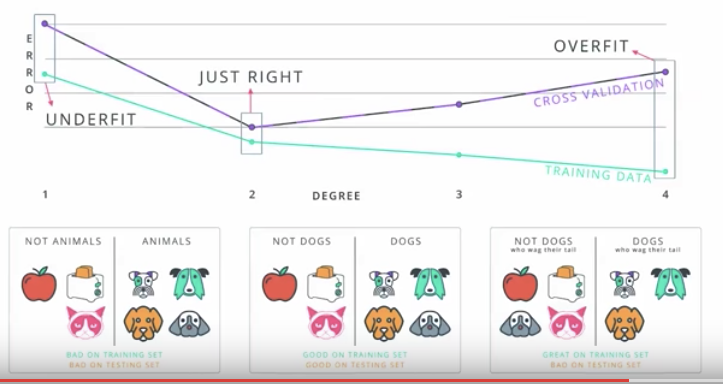 ERROR
OVERFIT
JUST RIGHT
CROSS VALIDATION
UNDERFIT
TRAINING DATA
1
2
DEGREE
3
4
NOT ANIMALS
ANIMALS
BAD ON TRAINING SET
BAD ON TESTING SET
NOT DOGS
DOGS
GOOD ON TRAINING SET
GOOD ON TESTING SET
NOT DOGS
who wag their tail
DOGS
who wag their tail
GREAT ON TRAINING SET
BAD ON TESTING SET